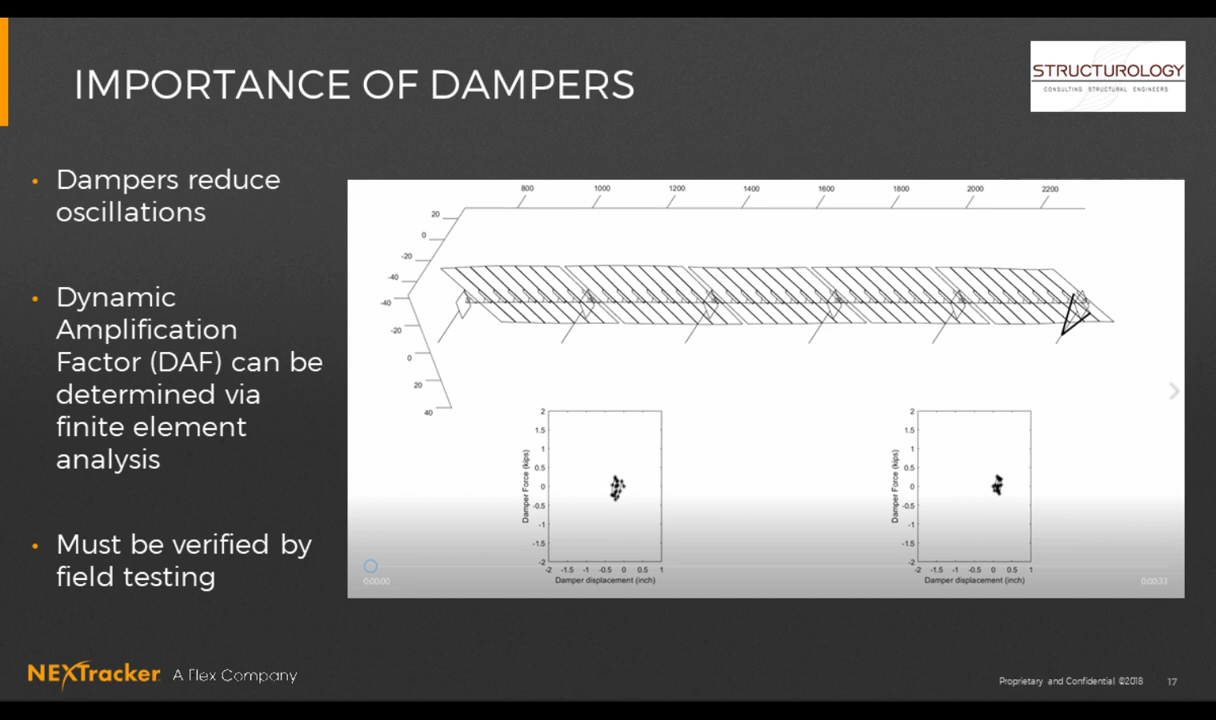 IMPORTANCE OF DAMPERS
STRUCTUROLOGY
CONSULTING STRUCTURAL ENGINEERS
• Dampers reduce
oscillations
• Dynamic
Amplification
Factor (DAF) can be
determined via
finite element
analysis
• Must be verified by
field testing
800 1000 1200 1400 1600 1800 2000 2200
20
0
-20
-40
-40
-20
0
20
40
2
1.5
1
0.5
0
-0.5
-1
-1.5
-2
Damper Force (kips)
-2 -1.5 -1 -0.5 0 0.5 1
Damper displacement (inch)
2
1.5
1
0.5
0
-0.5
-1
-1.5
-2
Damper Force (kips)
-2 -1.5 -1 -0.5 0 0.5 1
Damper displacement (inch)
0:00:00
0:00:33
NEXTracker A Flex Company
Proprietary and Confidential ©2018 17